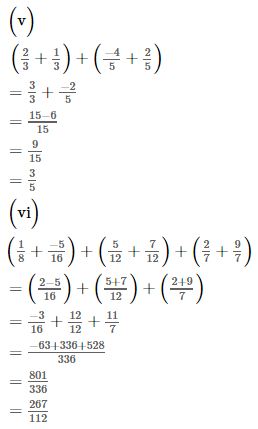 (v)
(2/3 + 1/3) + (-4/5 + 2/5)
= 3/3 + -2/5
= 15-6/15
= 9/15
= 3/5
(vi)
(1/8 + -5/16) + (5/12 + 7/12) + (2/7 + 9/7)
= (2-5/16) + (5+7/12) + (2+9/7)
= -3/16 + 12/12 + 11/7
= -63+336+528/336
= 801/336
= 267/112